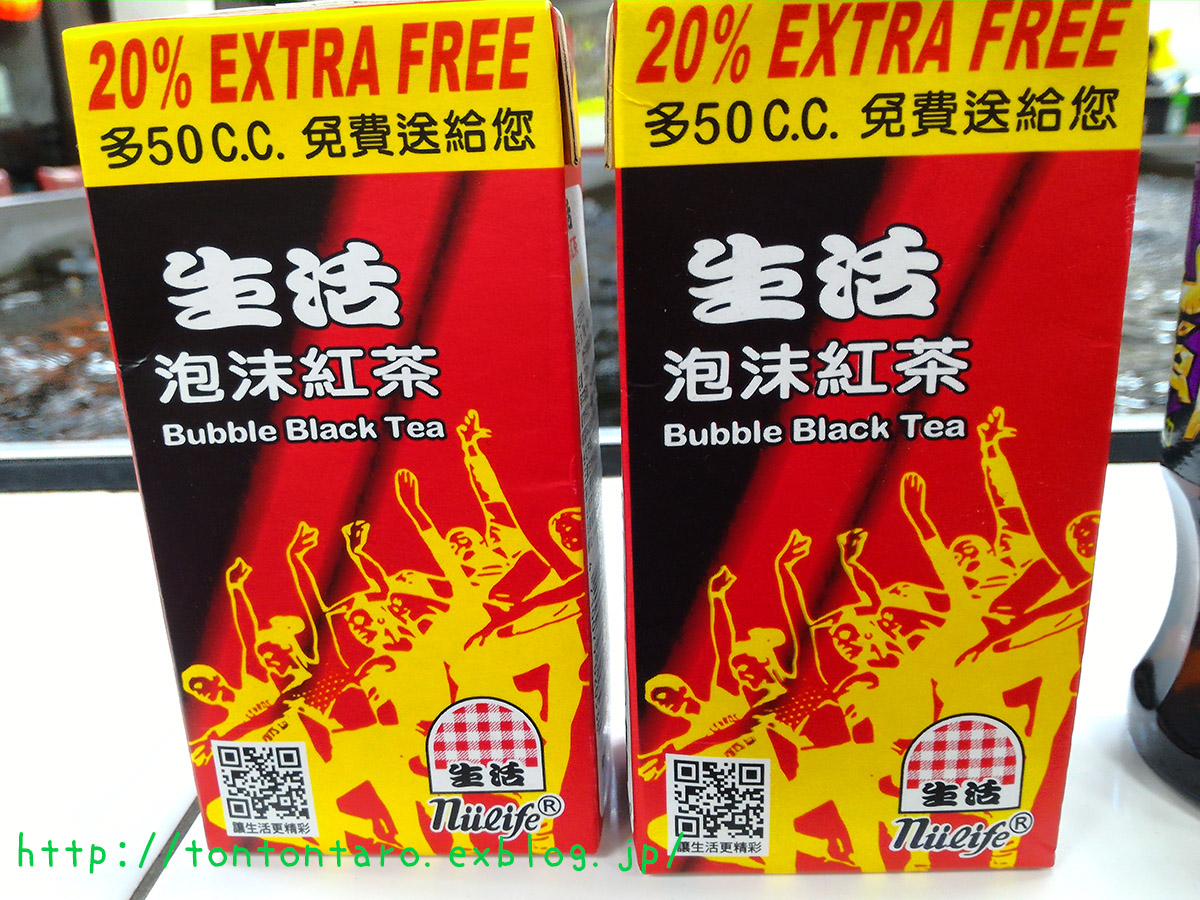 20% EXTRA FREE
多50C.C. 免費送給您
生活
泡沫紅茶
Bubble Black Tea
生活
nülife®
讓生活更精彩
20% EXTRA FREE
多50C.C. 免費送給您
生活
泡沫紅茶
Bubble Black Tea
生活
nülife®
讓生活更精彩
http://tontontaro.exblog.jp/